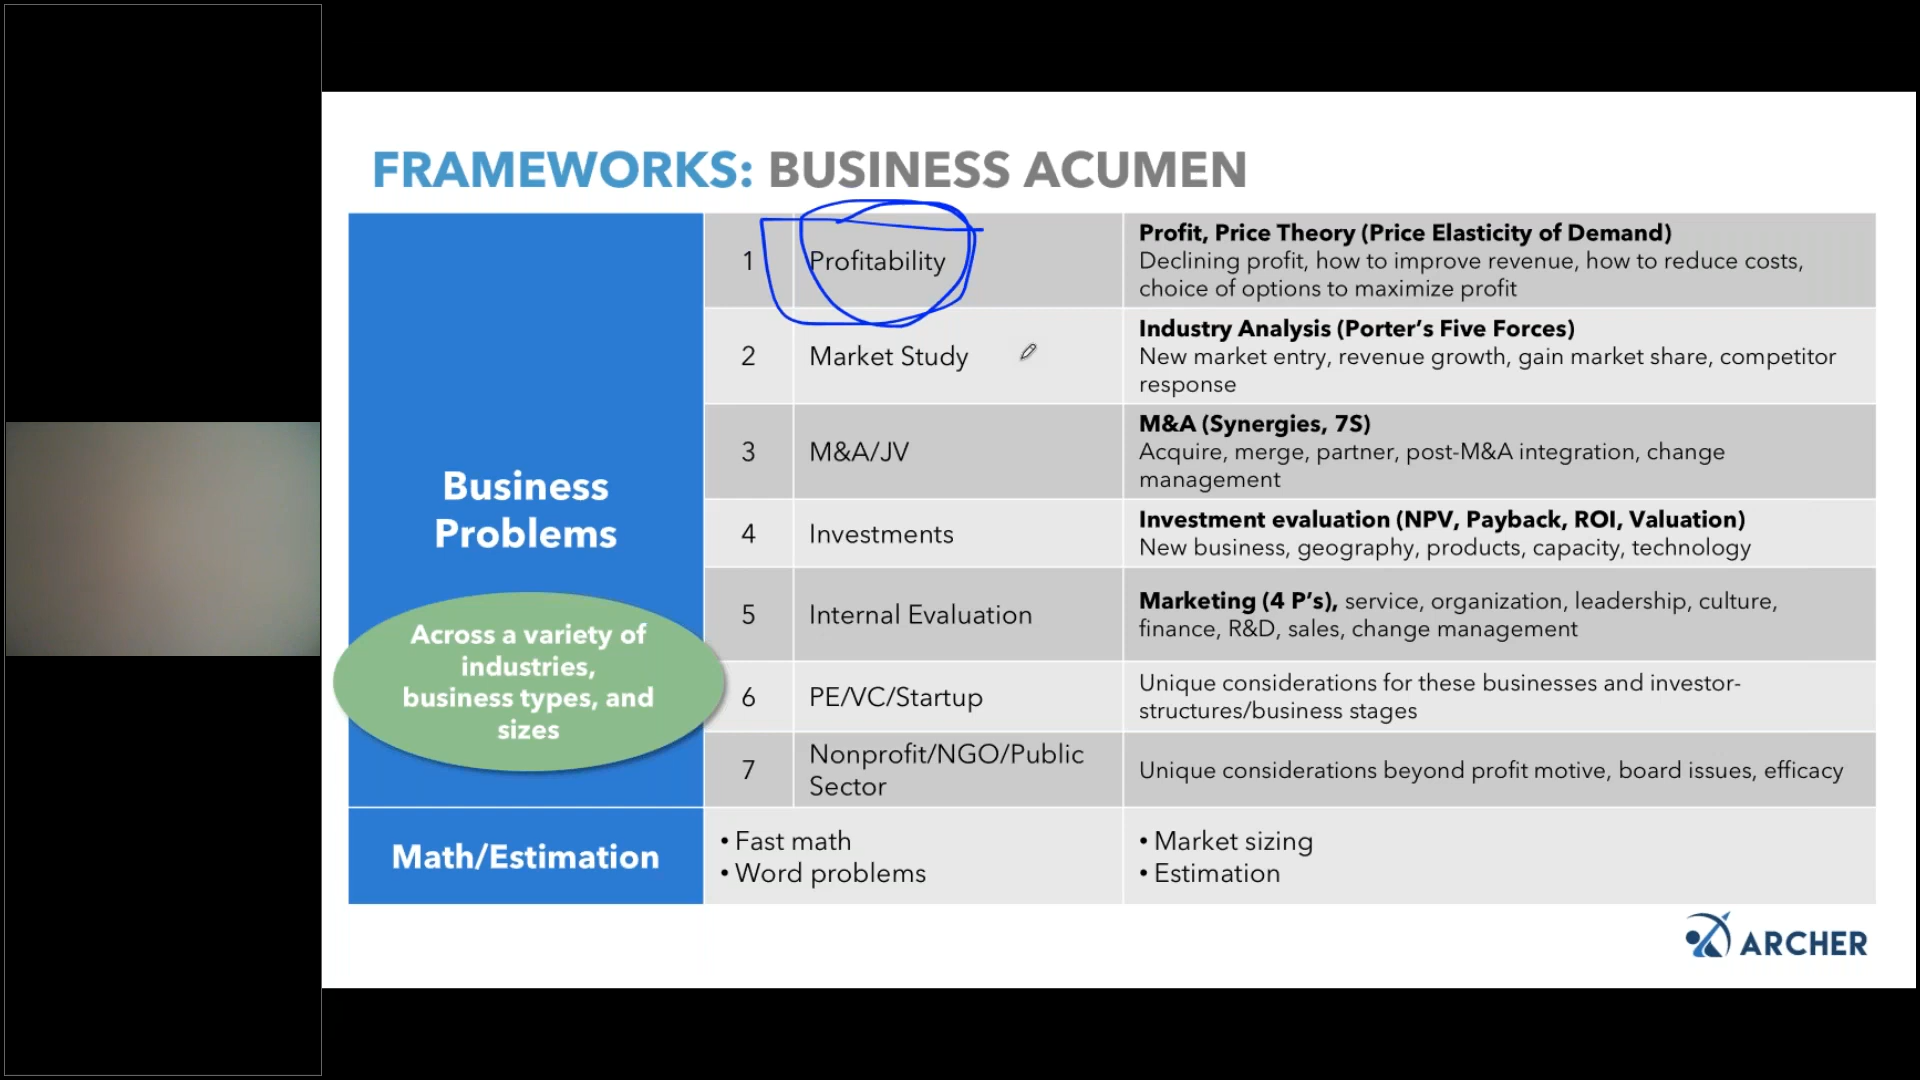 FRAMEWORKS: BUSINESS ACUMEN
Business
Problems
Across a variety of
industries,
business types, and
sizes
1
Profitability
Profit, Price Theory (Price Elasticity of Demand)
Declining profit, how to improve revenue, how to reduce costs,
choice of options to maximize profit
2
Market Study
Industry Analysis (Porter’s Five Forces)
New market entry, revenue growth, gain market share, competitor
response
3
M&A/JV
M&A (Synergies, 7S)
Acquire, merge, partner, post-M&A integration, change
management
4
Investments
Investment evaluation (NPV, Payback, ROI, Valuation)
New business, geography, products, capacity, technology
5
Internal Evaluation
Marketing (4 P’s), service, organization, leadership, culture,
finance, R&D, sales, change management
6
PE/VC/Startup
Unique considerations for these businesses and investor-
structures/business stages
7
Nonprofit/NGO/Public
Sector
Unique considerations beyond profit motive, board issues, efficacy
Math/Estimation
• Fast math
• Word problems
• Market sizing
• Estimation
ARCHER